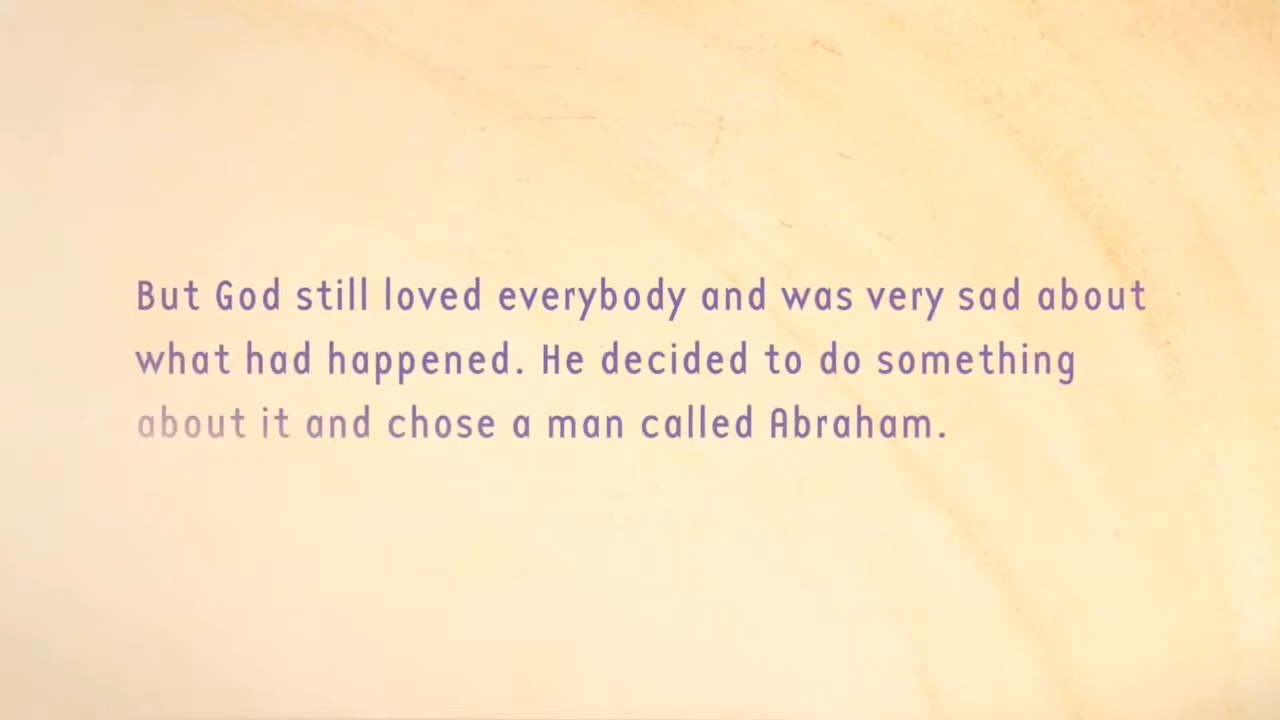 But God still loved everybody and was very sad about
what had happened. He decided to do something
about it and chose a man called Abraham.